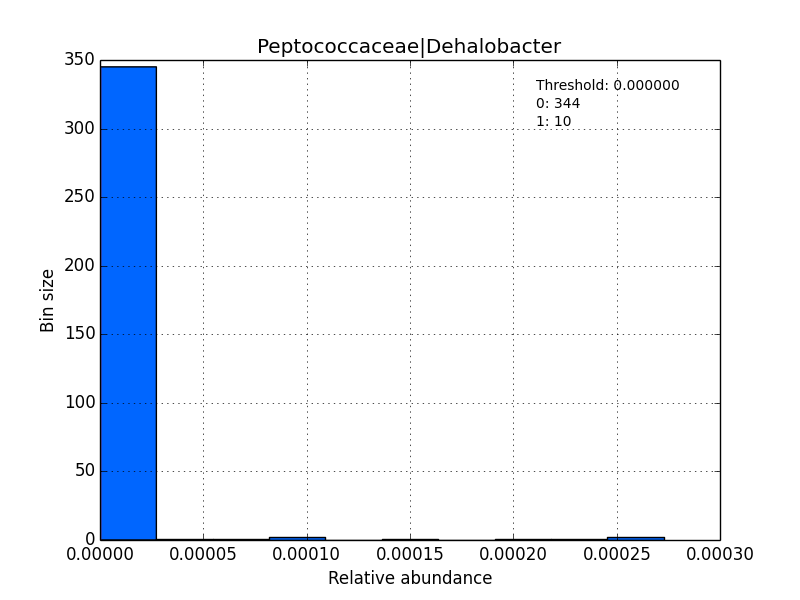 Peptococcaceae|Dehalobacter
Threshold: 0.000000
0: 344
1: 10
350
300
250
200
150
100
50
0
Bin size
0.00000 0.00005 0.00010 0.00015 0.00020 0.00025 0.00030
Relative abundance